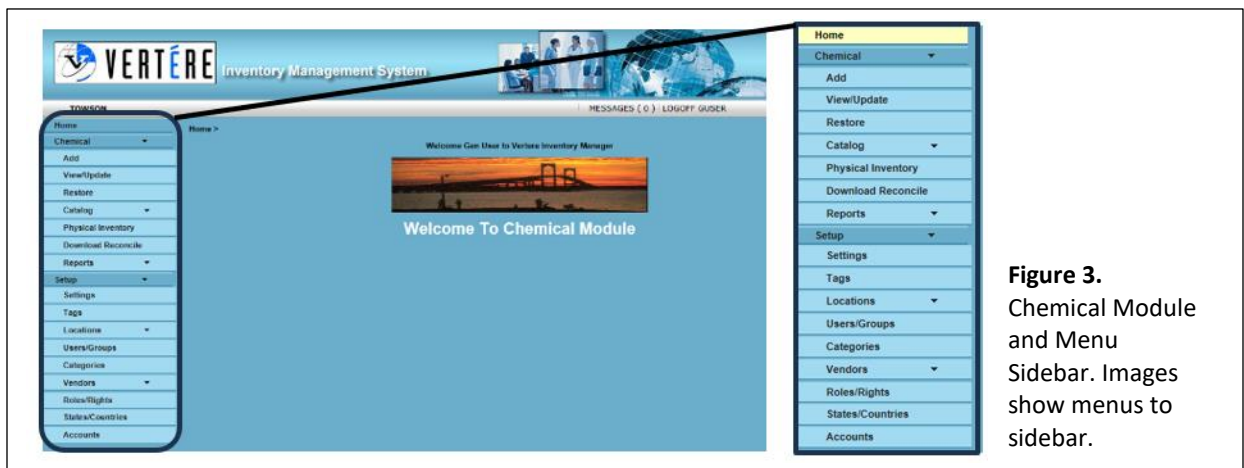 VERTÉRE Inventory Management System
TOWSON
MESSAGES ( 0 ) LOGOFF GUSER
Home
Chemical
Add
View/Update
Restore
Catalog
Physical Inventory
Download Reconcile
Reports
Setup
Settings
Tags
Locations
Users/Groups
Categories
Vendors
Roles/Rights
States/Countries
Accounts
Home >
Welcome Gen User to Vertere Inventory Manager
Welcome To Chemical Module
Home
Chemical
Add
View/Update
Restore
Catalog
Physical Inventory
Download Reconcile
Reports
Setup
Settings
Tags
Locations
Users/Groups
Categories
Vendors
Roles/Rights
States/Countries
Accounts
Figure 3.
Chemical Module
and Menu
Sidebar. Images
show menus to
sidebar.